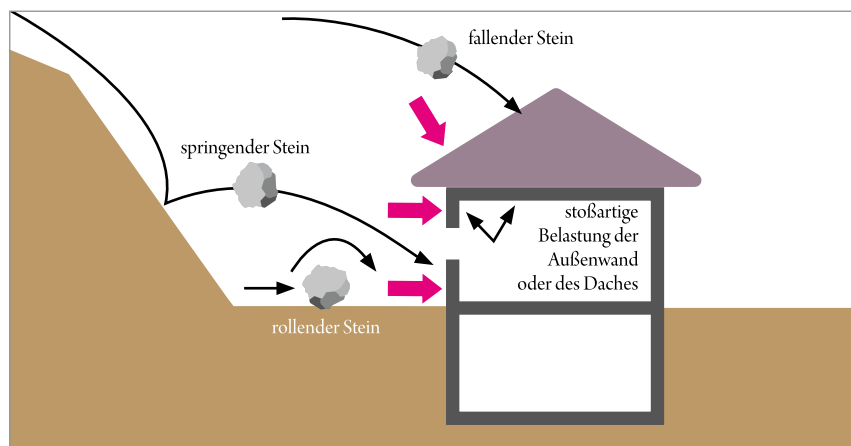 fallender Stein
springender Stein
stoßartige
Belastung der
Außenwand
oder des Daches
rollender Stein